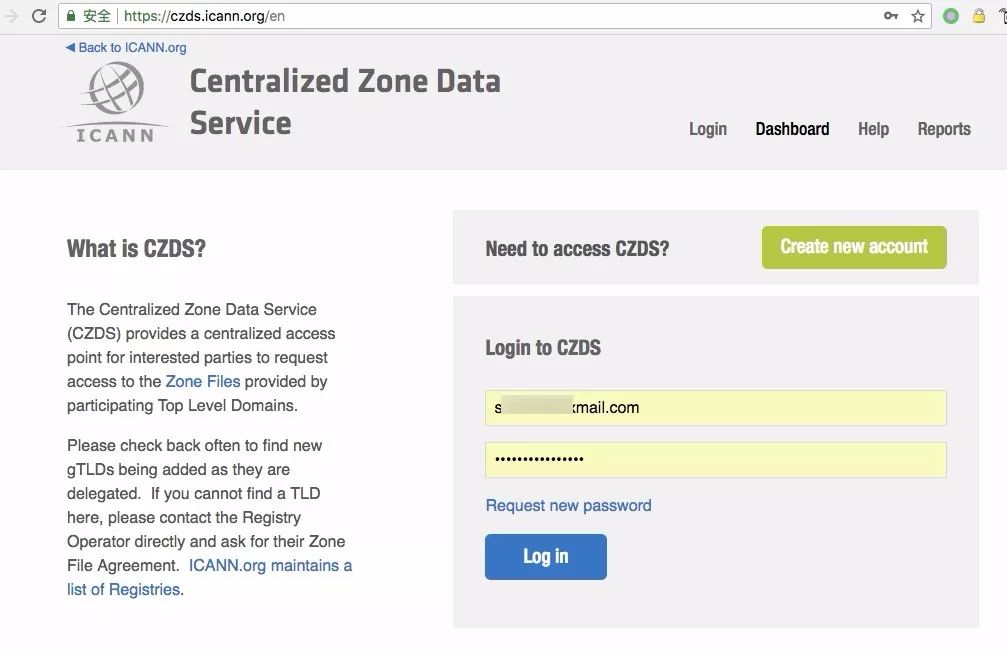 安全 https://czds.icann.org/en
Back to ICANN.org
ICANN
Centralized Zone Data
Service
Login Dashboard Help Reports
What is CZDS?
The Centralized Zone Data Service
(CZDS) provides a centralized access
point for interested parties to request
access to the Zone Files provided by
participating Top Level Domains.
Please check back often to find new
gTLDs being added as they are
delegated. If you cannot find a TLD
here, please contact the Registry
Operator directly and ask for their Zone
File Agreement. ICANN.org maintains a
list of Registries.
Need to access CZDS?
Create new account
Login to CZDS
mail.com
••••••••••••••••
Request new password
Log in